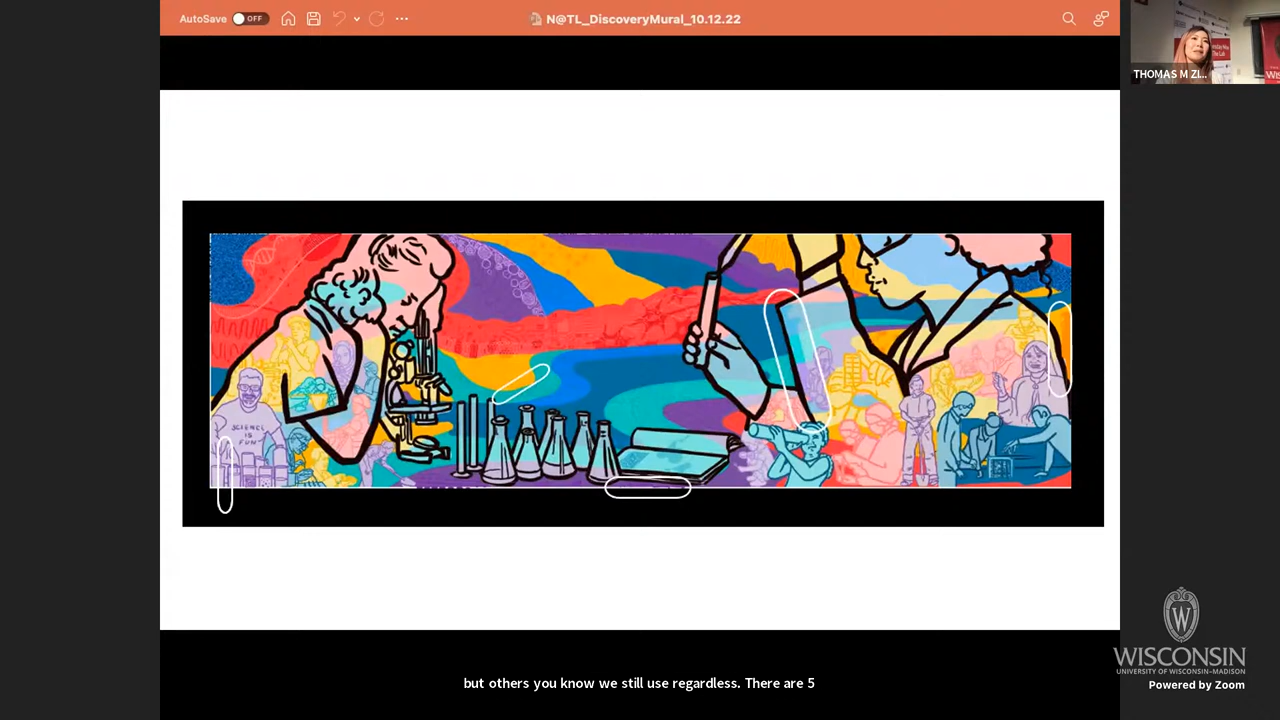 AutoSave OFF
N@TL_DiscoveryMural_10.12.22
THOMAS M ZI...
SCIENCE
IS
FUN
W
WISCONSIN
UNIVERSITY OF WISCONSIN–MADISON
Powered by Zoom
but others you know we still use regardless. There are 5